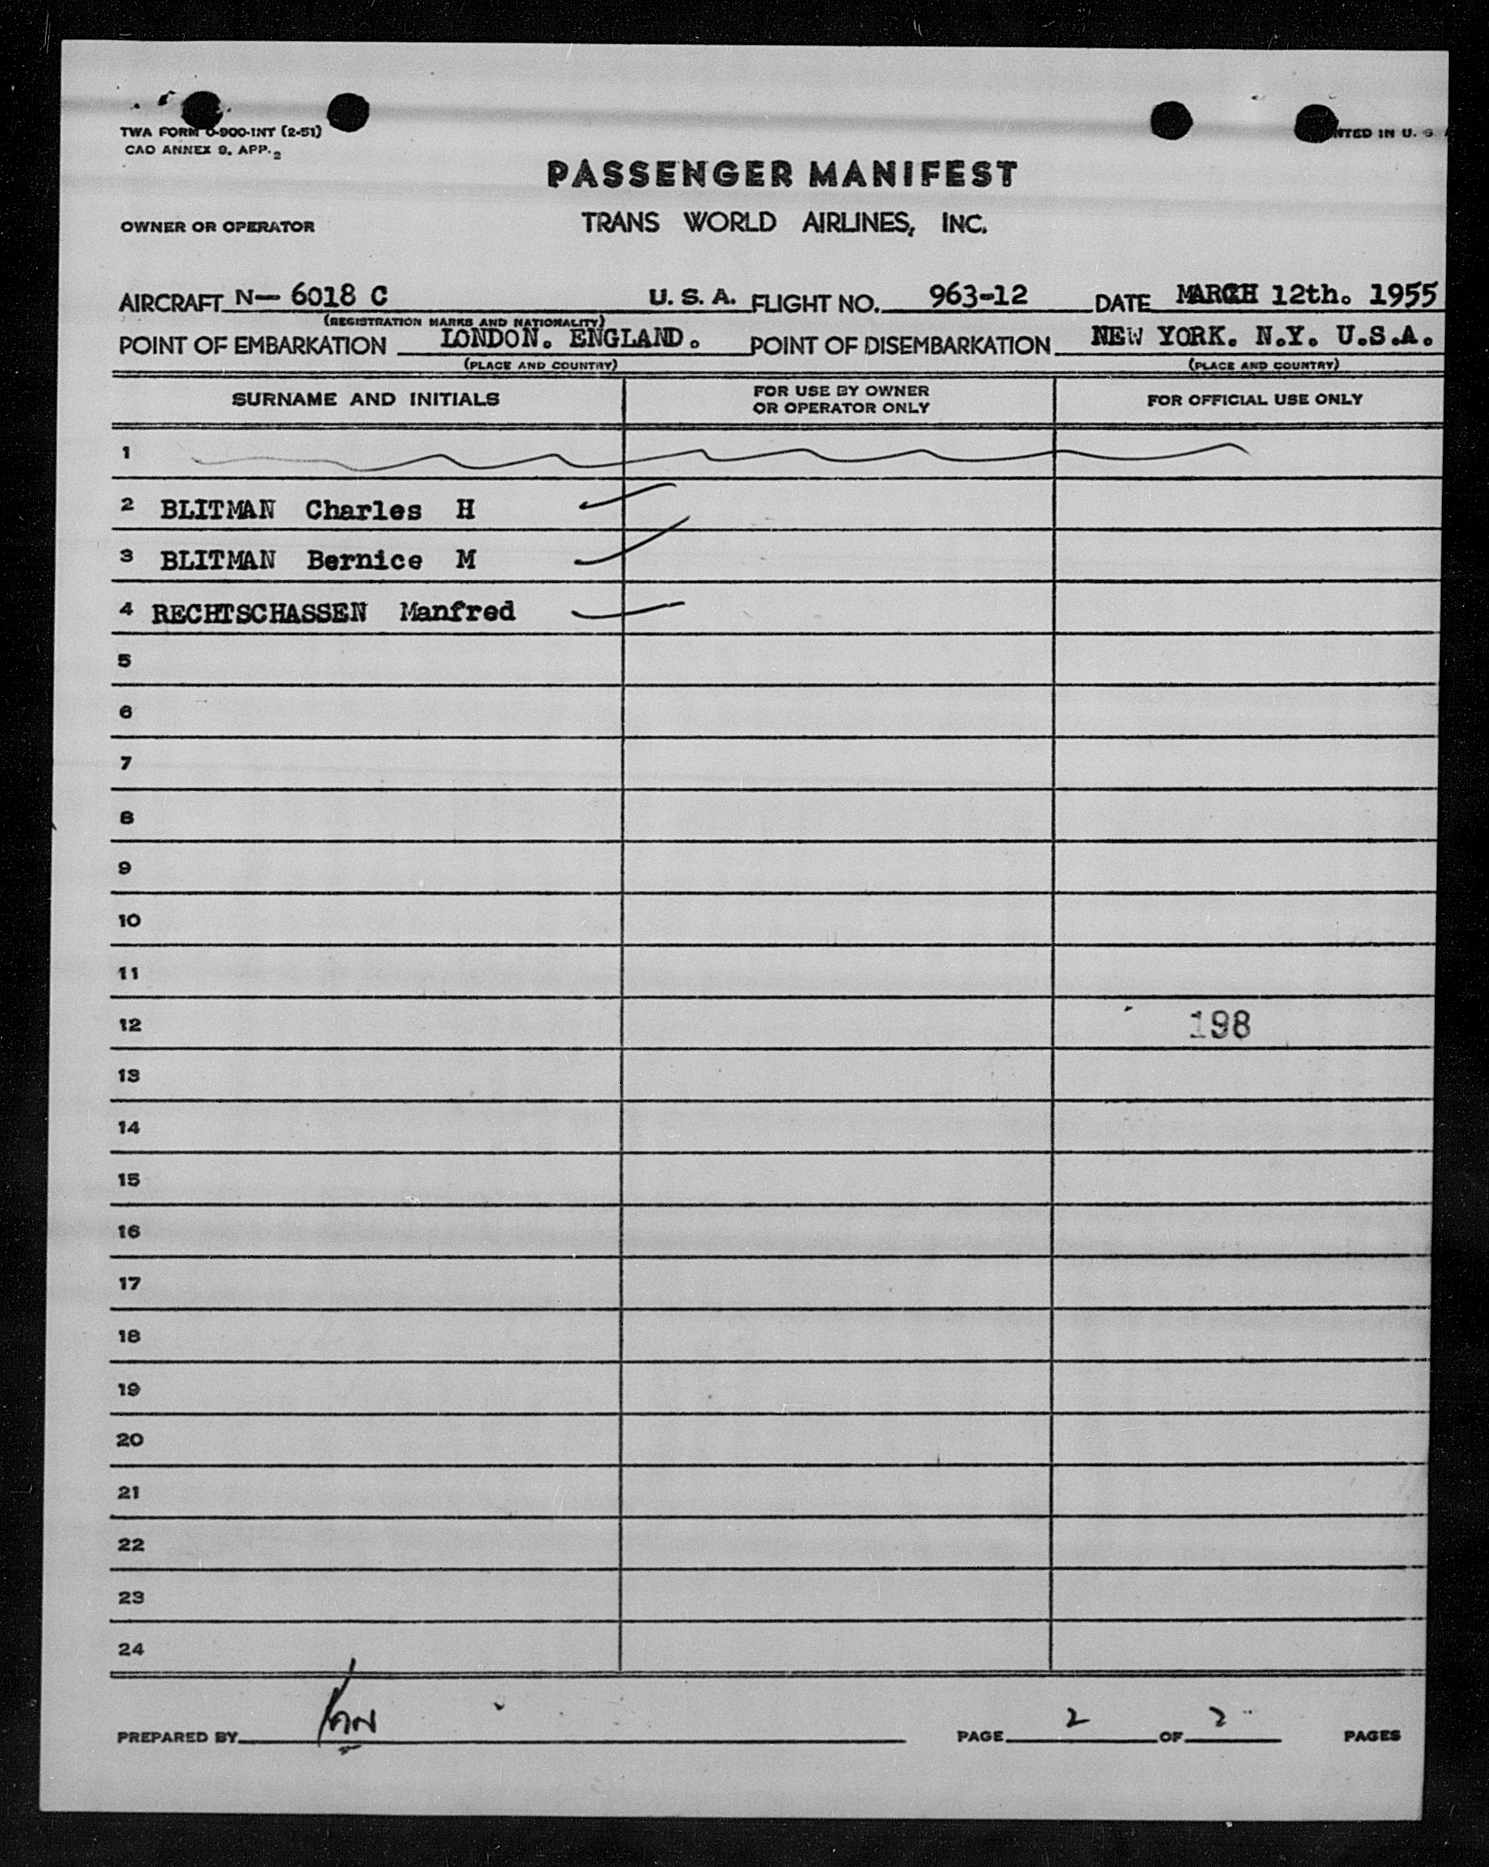 TWA FORM O-900-INT (2-51)
CAO ANNEX 9, APP. 2
NTED IN U. S.
PASSENGER MANIFEST
OWNER OR OPERATOR TRANS WORLD AIRLINES, INC.
AIRCRAFT N- 6018 C U. S. A. FLIGHT NO. 963-12 DATE MARCH 12th. 1955
(REGISTRATION MARKS AND NATIONALITY)
POINT OF EMBARKATION LONDON. ENGLAND. POINT OF DISEMBARKATION NEW YORK. N.Y. U.S.A.
(PLACE AND COUNTRY) (PLACE AND COUNTRY)
SURNAME AND INITIALS FOR USE BY OWNER OR OPERATOR ONLY FOR OFFICIAL USE ONLY
1
2 BLITMAN Charles H
3 BLITMAN Bernice M
4 RECHTSCHASSEN Manfred
5
6
7
8
9
10
11
12 198
13
14
15
16
17
18
19
20
21
22
23
24
PREPARED BY PAGE 2 OF 2 PAGES